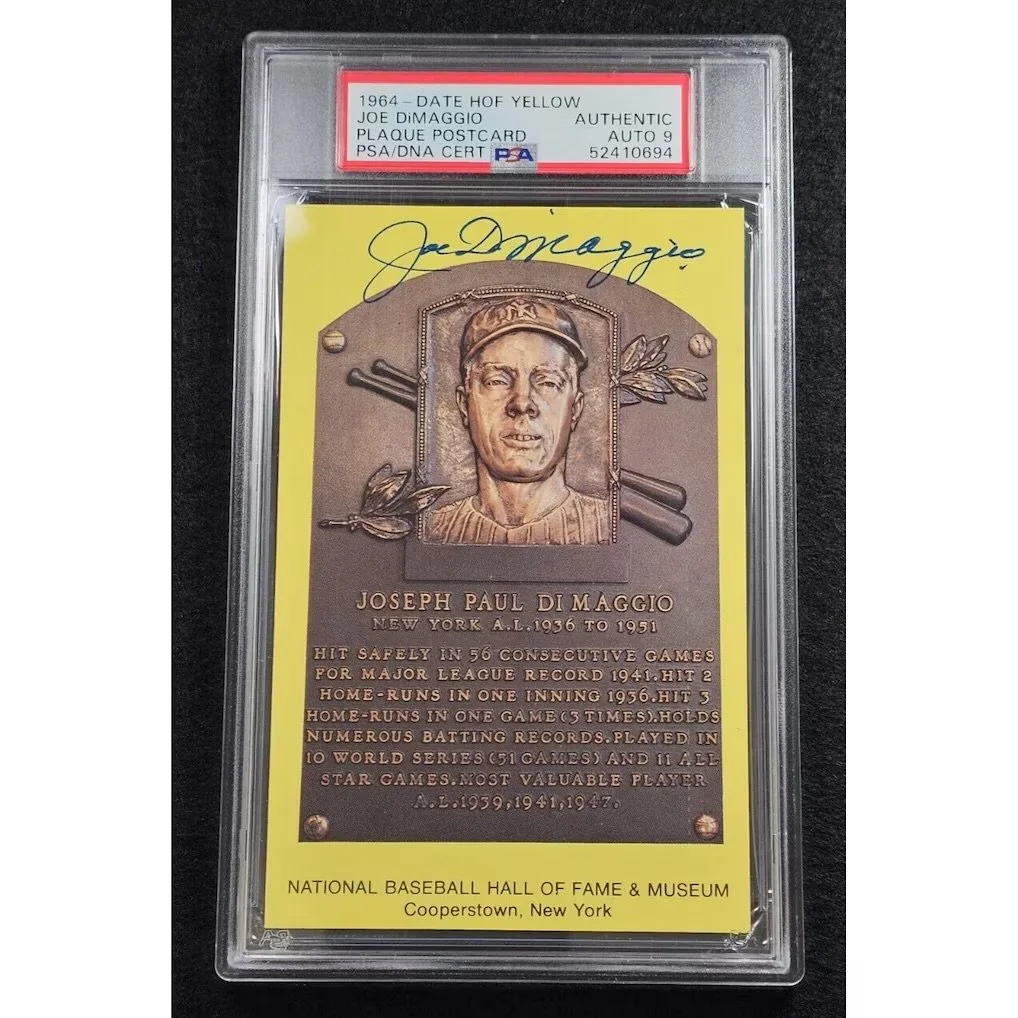 1964-DATE HOF YELLOW
JOE DiMAGGIO AUTHENTIC
PLAQUE POSTCARD AUTO 9
PSA/DNA CERT PSA 52410694
Joe DiMaggio
NY
JOSEPH PAUL DI MAGGIO
NEW YORK A.L.1936 TO 1951
HIT SAFELY IN 56 CONSECUTIVE GAMES
FOR MAJOR LEAGUE RECORD 1941.HIT 2
HOME-RUNS IN ONE INNING 1936.HIT 3
HOME-RUNS IN ONE GAME(3 TIMES).HOLDS
NUMEROUS BATTING RECORDS.PLAYED IN
10 WORLD SERIES(51 GAMES) AND 11 ALL
STAR GAMES.MOST VALUABLE PLAYER
A.L.1939,1941,1947.
NATIONAL BASEBALL HALL OF FAME & MUSEUM
Cooperstown, New York